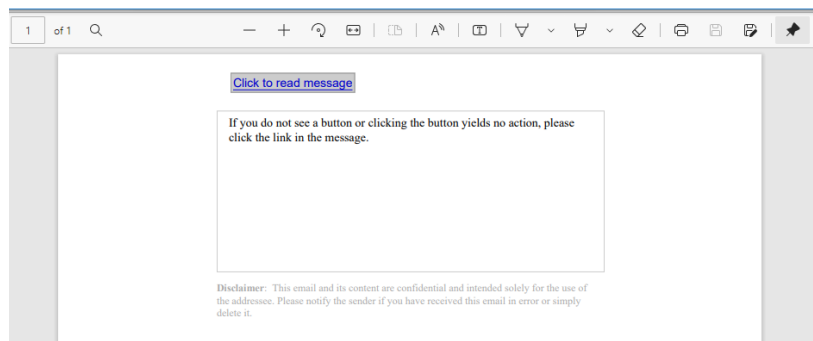 1 of 1
A
T
Click to read message
If you do not see a button or clicking the button yields no action, please
click the link in the message.
Disclaimer: This email and its content are confidential and intended solely for the use of
the addressee. Please notify the sender if you have received this email in error or simply
delete it.